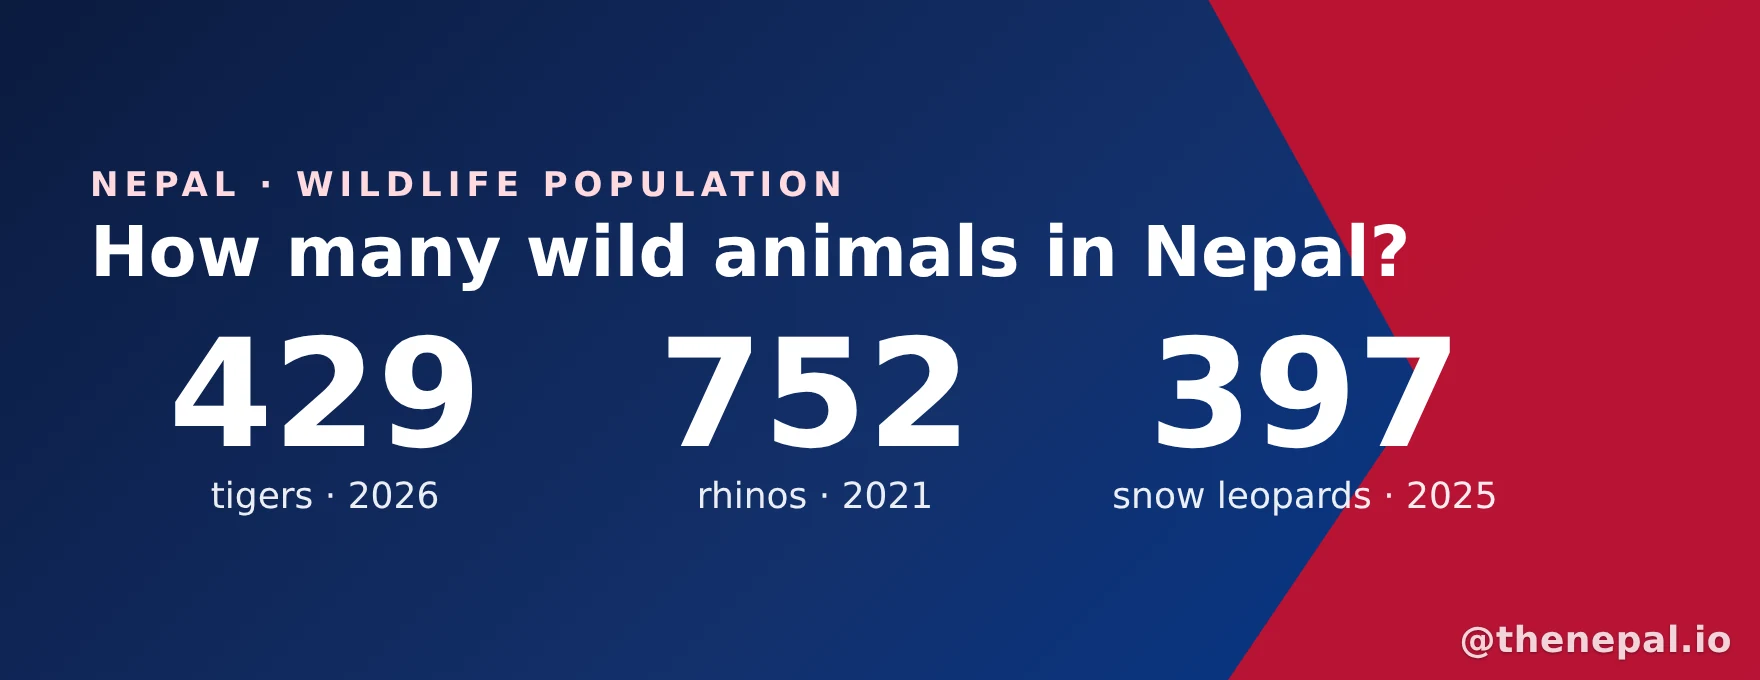 NEPAL · WILDLIFE POPULATION
How many wild animals in Nepal?
429 752 397
tigers · 2026 rhinos · 2021 snow leopards · 2025
@thenepal.io